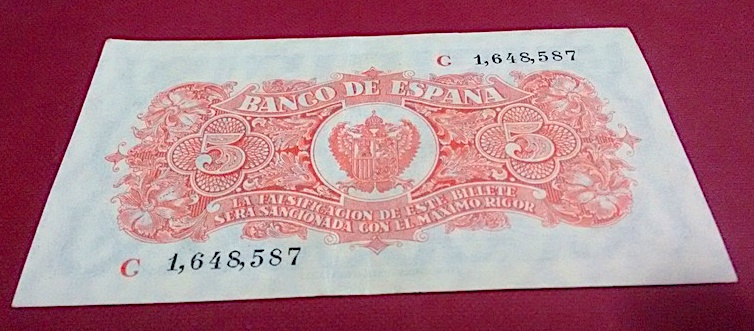 C 1,648,587
BANCO DE ESPAÑA
5 5
LA FALSIFICACION DE ESTE BILLETE
SERA SANCIONADA CON EL MAXIMO RIGOR
C 1,648,587